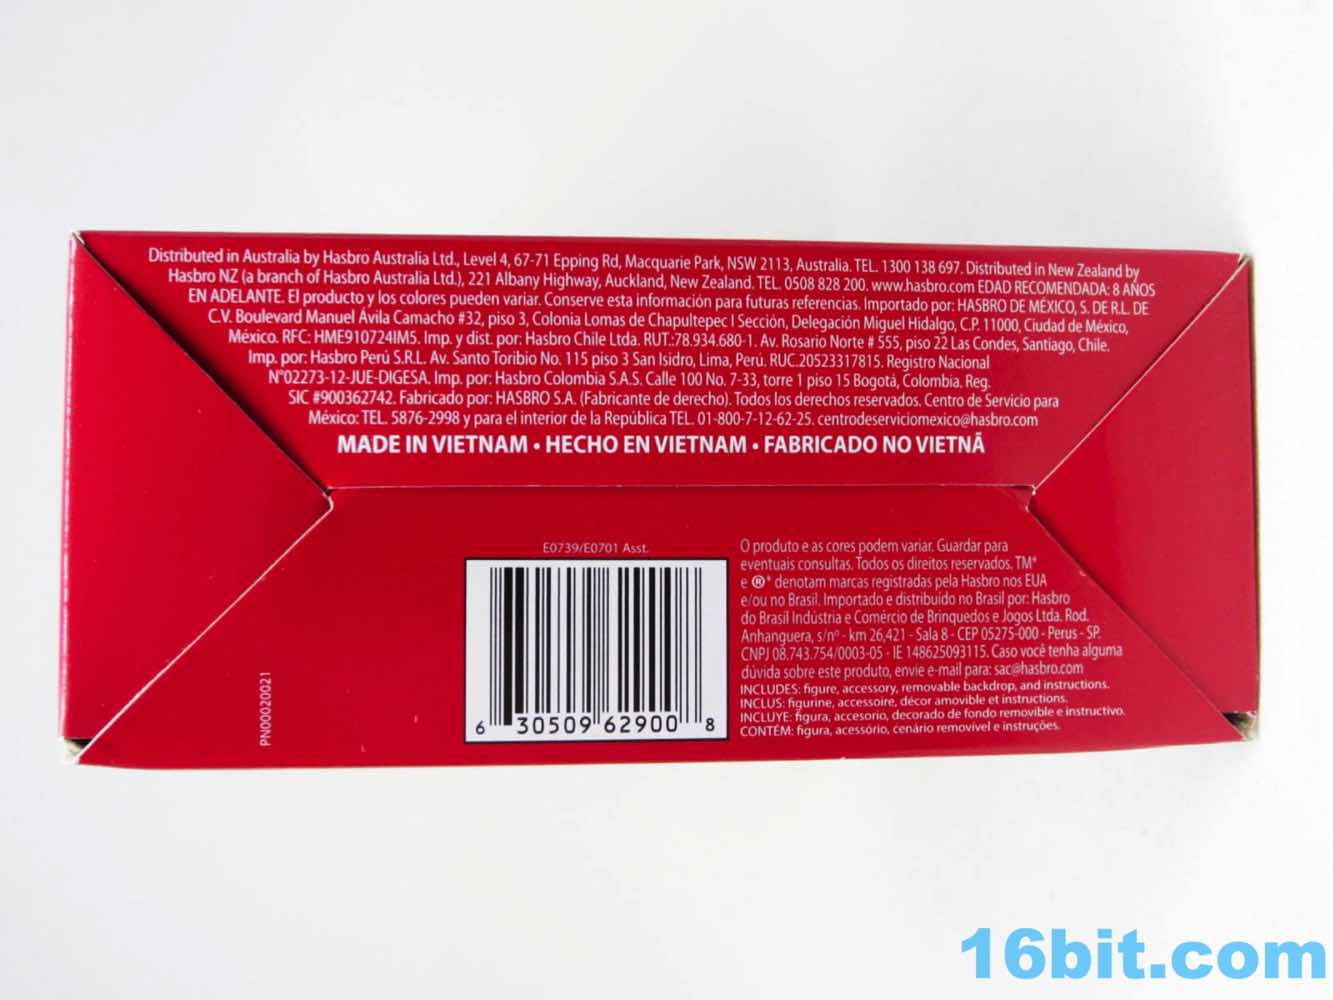 Distributed in Australia by Hasbro Australia Ltd., Level 4, 67-71 Epping Rd, Macquarie Park, NSW 2113, Australia. TEL. 1300 138 697. Distributed in New Zealand by
Hasbro NZ (a branch of Hasbro Australia Ltd.), 221 Albany Highway, Auckland, New Zealand. TEL. 0508 828 200. www.hasbro.com EDAD RECOMENDADA: 8 AÑOS
EN ADELANTE. El producto y los colores pueden variar. Conserve esta información para futuras referencias. Importado por: HASBRO DE MÉXICO, S. DE R.L. DE
C.V. Boulevard Manuel Ávila Camacho #32, piso 3, Colonia Lomas de Chapultepec I Sección, Delegación Miguel Hidalgo, C.P. 11000, Ciudad de México,
México. RFC: HME910724IM5. Imp. y dist. por: Hasbro Chile Ltda. RUT:78.934.680-1. Av. Rosario Norte # 555, piso 22 Las Condes, Santiago, Chile.
Imp. por: Hasbro Perú S.R.L. Av. Santo Toribio No. 115 piso 3 San Isidro, Lima, Perú. RUC.20523317815. Registro Nacional
N°02273-12-JUE-DIGESA. Imp. por: Hasbro Colombia S.A.S. Calle 100 No. 7-33, torre 1 piso 15 Bogotá, Colombia. Reg.
SIC #900362742. Fabricado por: HASBRO S.A. (Fabricante de derecho). Todos los derechos reservados. Centro de Servicio para
México: TEL. 5876-2998 y para el interior de la República TEL. 01-800-7-12-62-25. centrodeserviciomexico@hasbro.com
MADE IN VIETNAM • HECHO EN VIETNAM • FABRICADO NO VIETNÃ
E0739/E0701 Asst.
6 30509 62900 8
PN00020021
O produto e as cores podem variar. Guardar para
eventuais consultas. Todos os direitos reservados. TM*
e ®* denotam marcas registradas pela Hasbro nos EUA
e/ou no Brasil. Importado e distribuído no Brasil por: Hasbro
do Brasil Indústria e Comércio de Brinquedos e Jogos Ltda. Rod.
Anhanguera, s/nº - km 26,421 - Sala 8 - CEP 05275-000 - Perus - SP.
CNPJ 08.743.754/0003-05 - IE 148625093115. Caso você tenha alguma
dúvida sobre este produto, envie e-mail para: sac@hasbro.com
INCLUDES: figure, accessory, removable backdrop, and instructions.
INCLUS: figurine, accessoire, décor amovible et instructions.
INCLUYE: figura, accesorio, decorado de fondo removible e instructivo.
CONTÉM: figura, acessório, cenário removível e instruções.
16bit.com